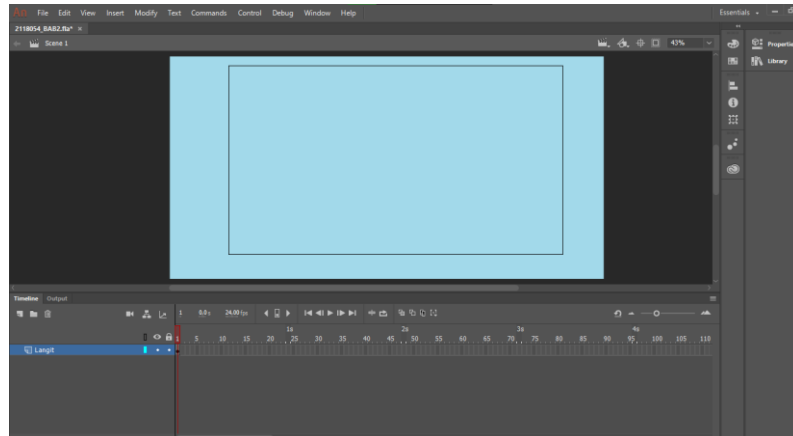 An File Edit View Insert Modify Text Commands Control Debug Window Help Essentials
2118054_BAB2.fla* ×
Scene 1 43%
Properties
Library
Timeline Output
1 0.0 s 24.00 fps
1s 2s 3s 4s
1 5 10 15 20 25 30 35 40 45 50 55 60 65 70 75 80 85 90 95 100 105 110
Langit